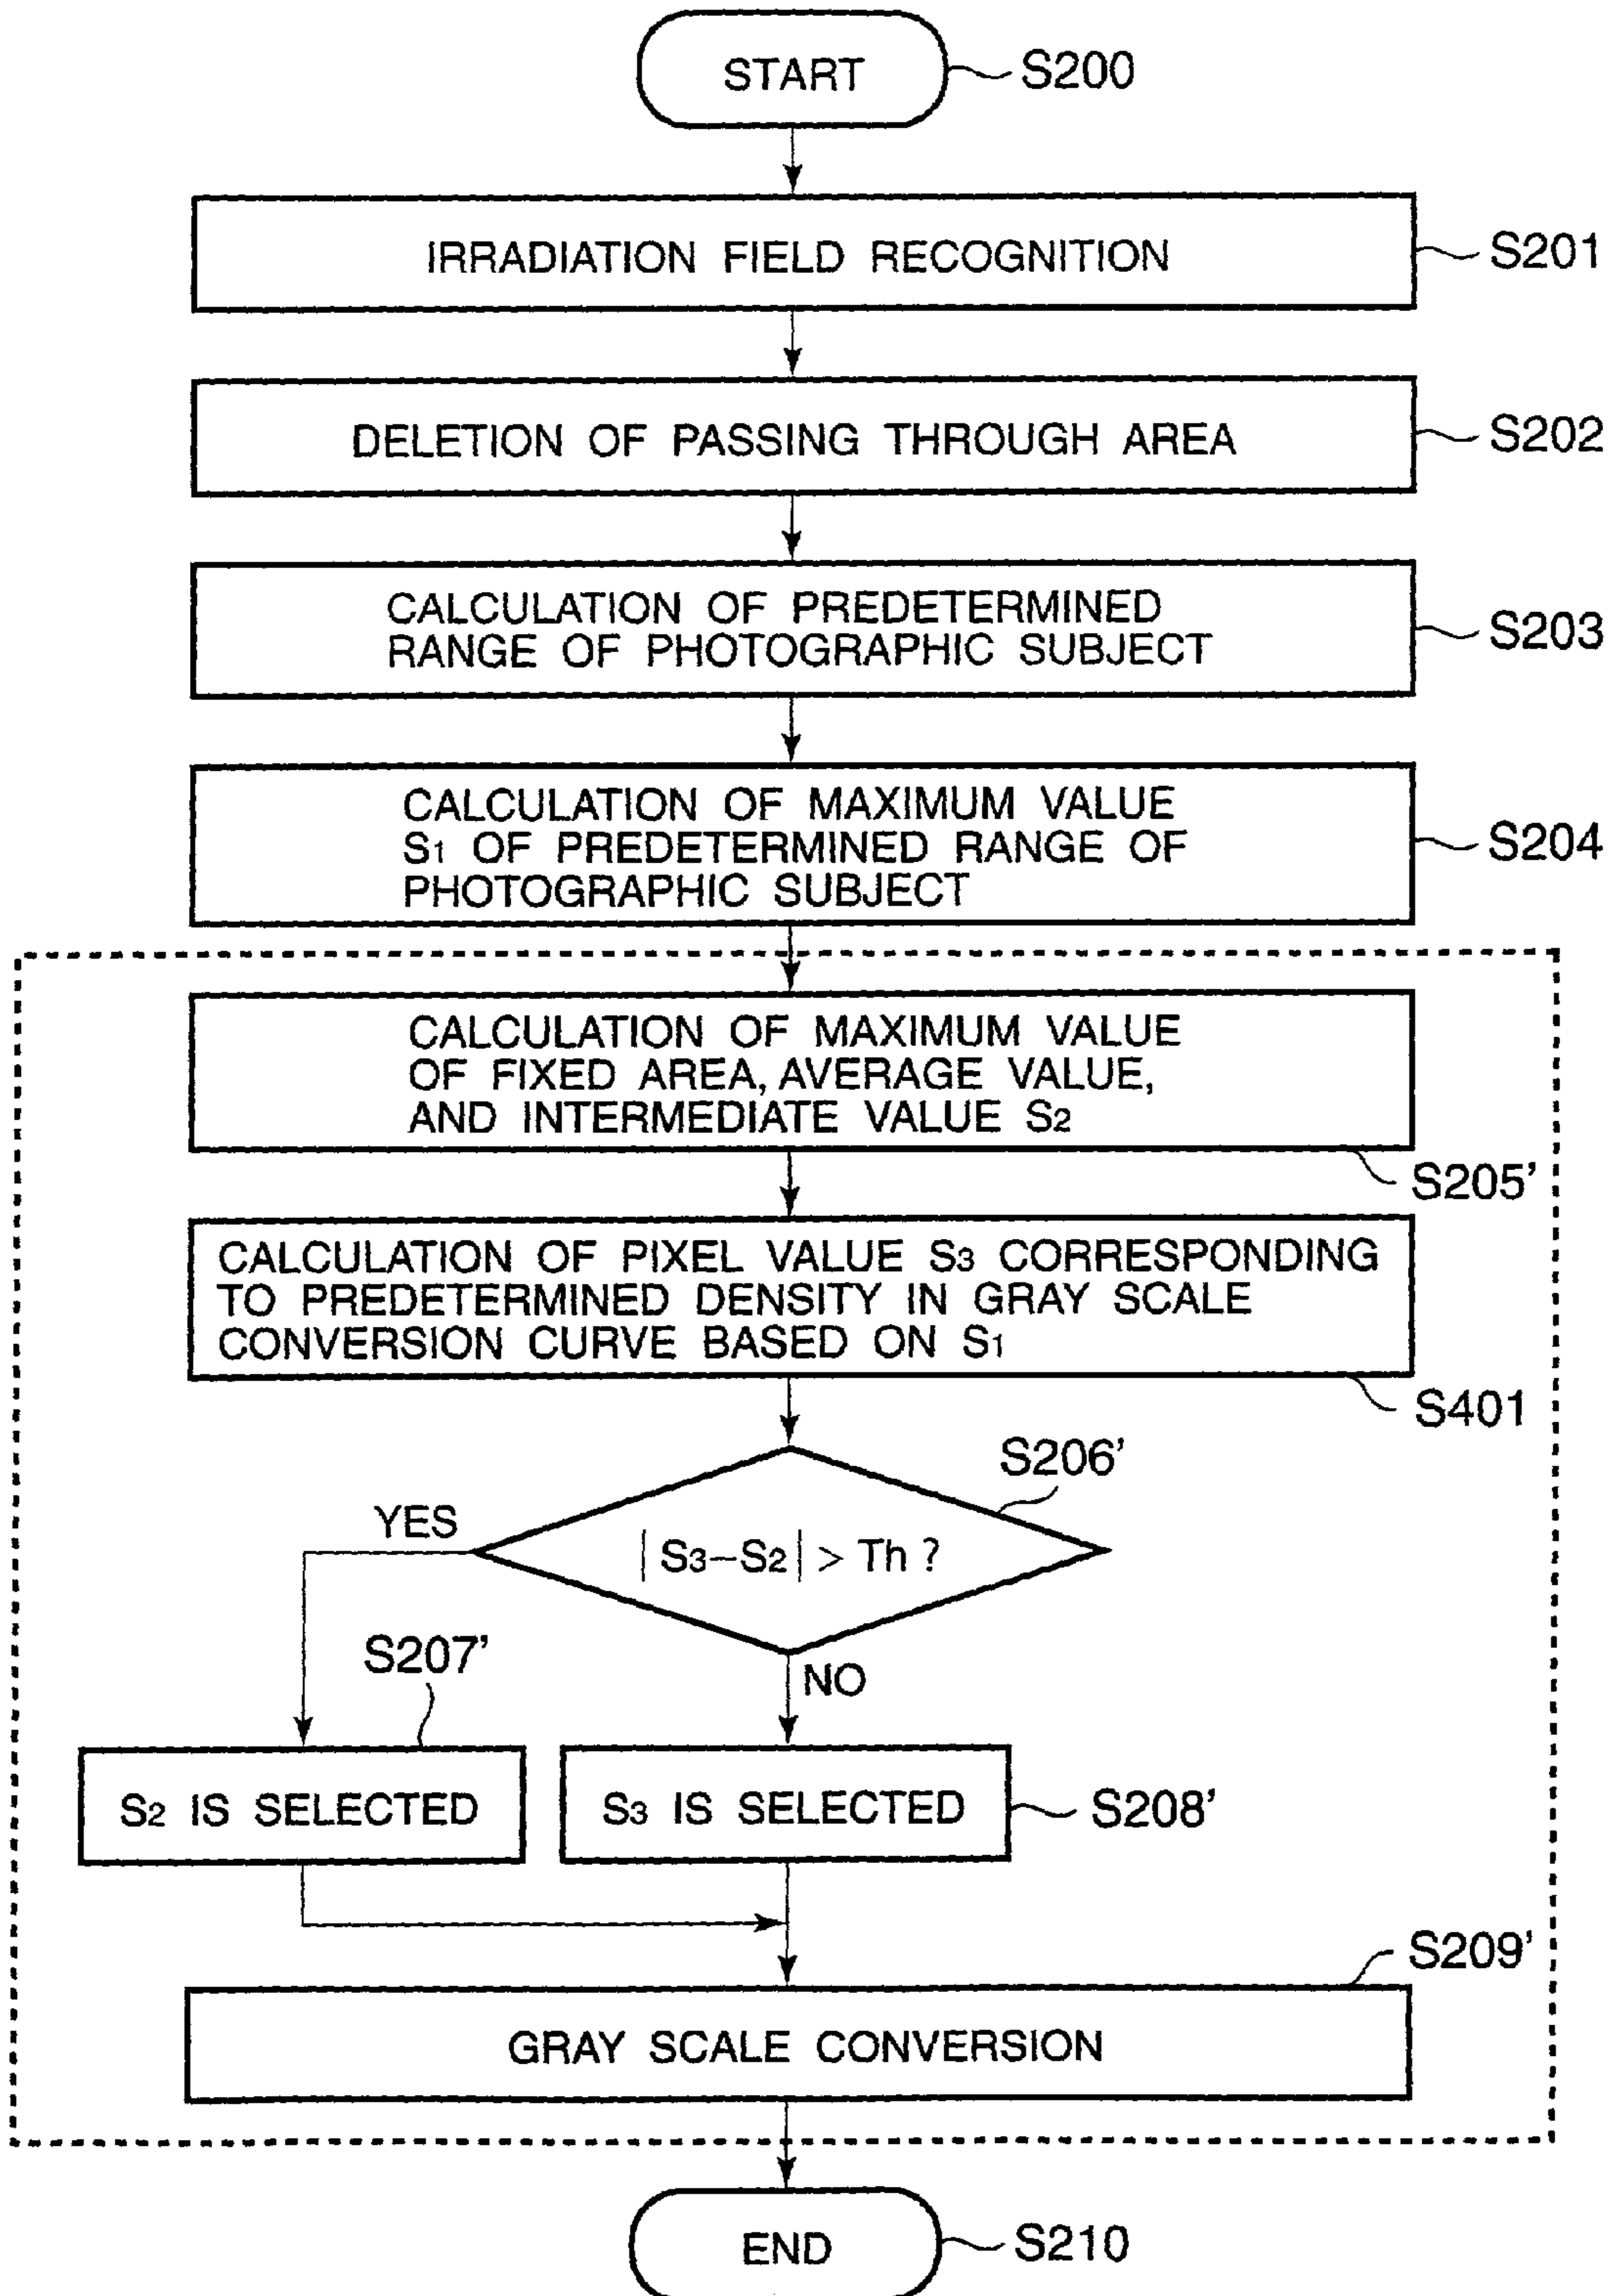 START
S200
IRRADIATION FIELD RECOGNITION
S201
DELETION OF PASSING THROUGH AREA
S202
CALCULATION OF PREDETERMINED
RANGE OF PHOTOGRAPHIC SUBJECT
S203
CALCULATION OF MAXIMUM VALUE
S1 OF PREDETERMINED RANGE OF
PHOTOGRAPHIC SUBJECT
S204
CALCULATION OF MAXIMUM VALUE
OF FIXED AREA, AVERAGE VALUE,
AND INTERMEDIATE VALUE S2
S205’
CALCULATION OF PIXEL VALUE S3 CORRESPONDING
TO PREDETERMINED DENSITY IN GRAY SCALE
CONVERSION CURVE BASED ON S1
S401
S206’
YES
| S3–S2 | > Th ?
NO
S207’
S2 IS SELECTED
S3 IS SELECTED
S208’
S209’
GRAY SCALE CONVERSION
END
S210